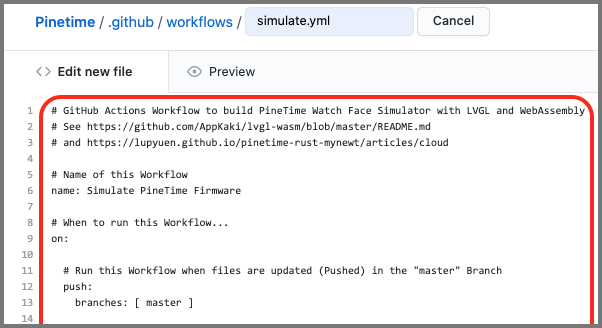 Pinetime / .github / workflows / simulate.yml Cancel
<> Edit new file Preview
1 # GitHub Actions Workflow to build PineTime Watch Face Simulator with LVGL and WebAssembly
2 # See https://github.com/AppKaki/lvgl-wasm/blob/master/README.md
3 # and https://lupyuen.github.io/pinetime-rust-mynewt/articles/cloud
4
5 # Name of this Workflow
6 name: Simulate PineTime Firmware
7
8 # When to run this Workflow...
9 on:
10
11 # Run this Workflow when files are updated (Pushed) in the "master" Branch
12 push:
13 branches: [ master ]
14